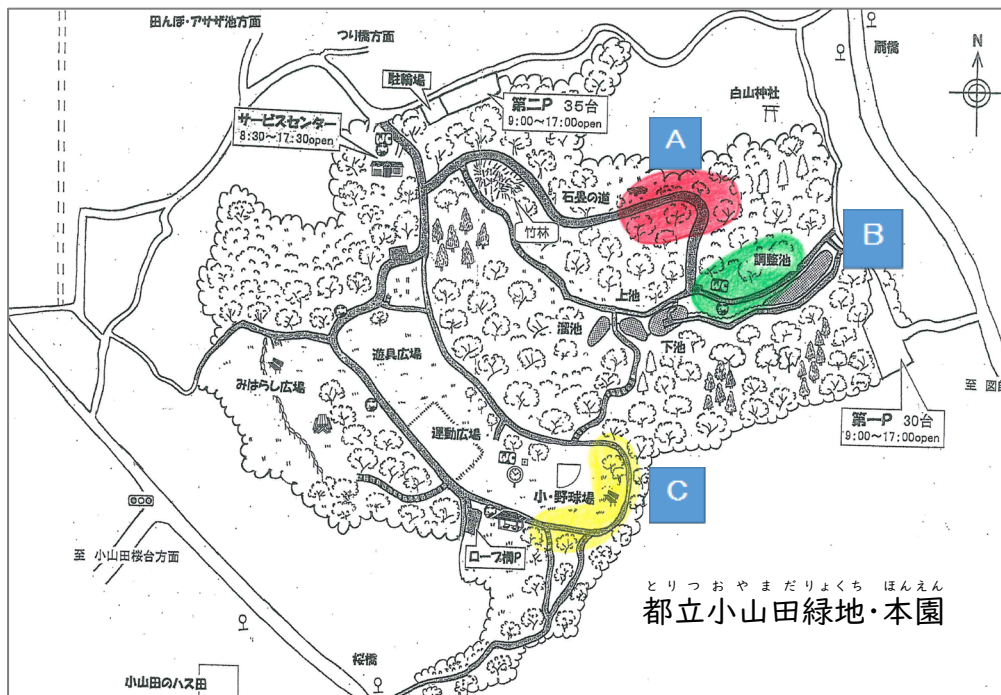 田んぼ・アサザ池方面
つり橋方面
駐輪場
第二P 35台
9:00～17:00open
サービスセンター
8:30～17:30open
白山神社
扇橋
N
A
石畳の道
竹林
B
調整池
WC
上池
溜池
下池
遊具広場
みはらし広場
運動広場
WC
小・野球場
C
第一P 30台
9:00～17:00open
至 図師
至 小山田桜台方面
ロープ柵P
とりつおやまだりょくち ほんえん
都立小山田緑地・本園
桜橋
小山田のハス田